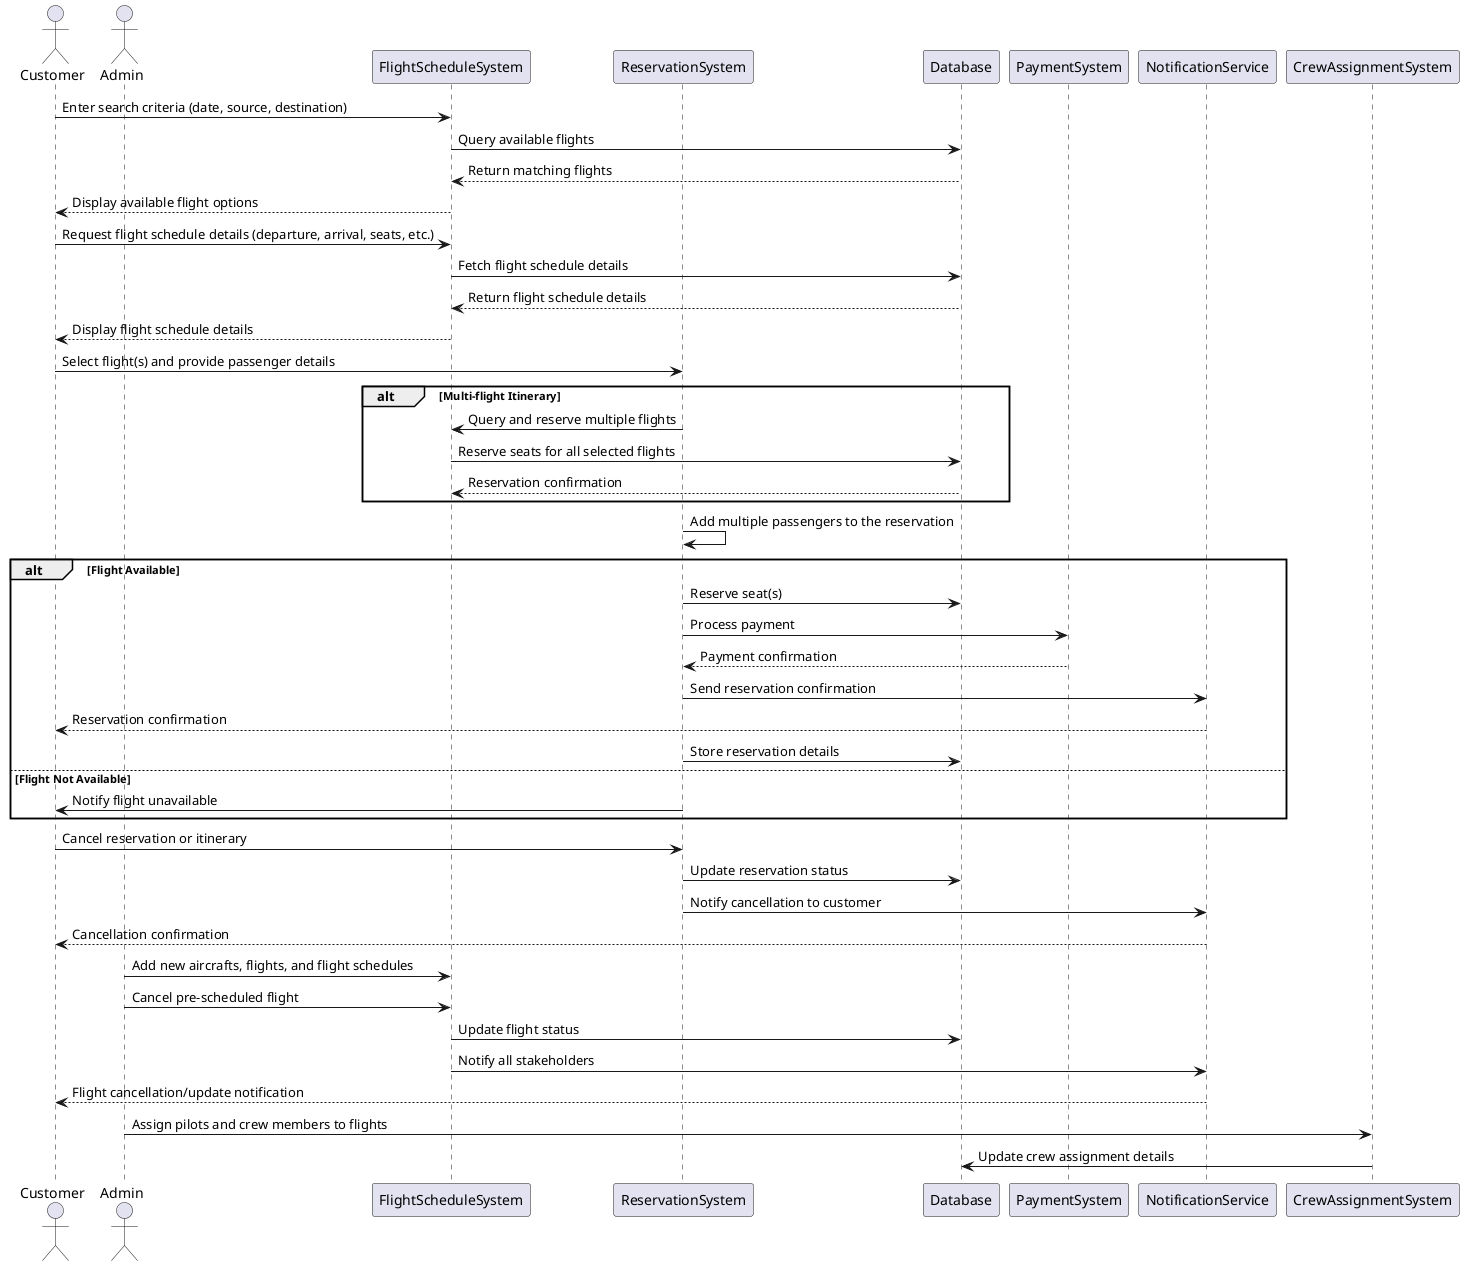 Customer
Admin
FlightScheduleSystem
ReservationSystem
Database
PaymentSystem
NotificationService
CrewAssignmentSystem
Enter search criteria (date, source, destination)
Query available flights
Return matching flights
Display available flight options
Request flight schedule details (departure, arrival, seats, etc.)
Fetch flight schedule details
Return flight schedule details
Display flight schedule details
Select flight(s) and provide passenger details
alt [Multi-flight Itinerary]
Query and reserve multiple flights
Reserve seats for all selected flights
Reservation confirmation
Add multiple passengers to the reservation
alt [Flight Available]
Reserve seat(s)
Process payment
Payment confirmation
Send reservation confirmation
Reservation confirmation
Store reservation details
[Flight Not Available]
Notify flight unavailable
Cancel reservation or itinerary
Update reservation status
Notify cancellation to customer
Cancellation confirmation
Add new aircrafts, flights, and flight schedules
Cancel pre-scheduled flight
Update flight status
Notify all stakeholders
Flight cancellation/update notification
Assign pilots and crew members to flights
Update crew assignment details
Customer
Admin
FlightScheduleSystem
ReservationSystem
Database
PaymentSystem
NotificationService
CrewAssignmentSystem